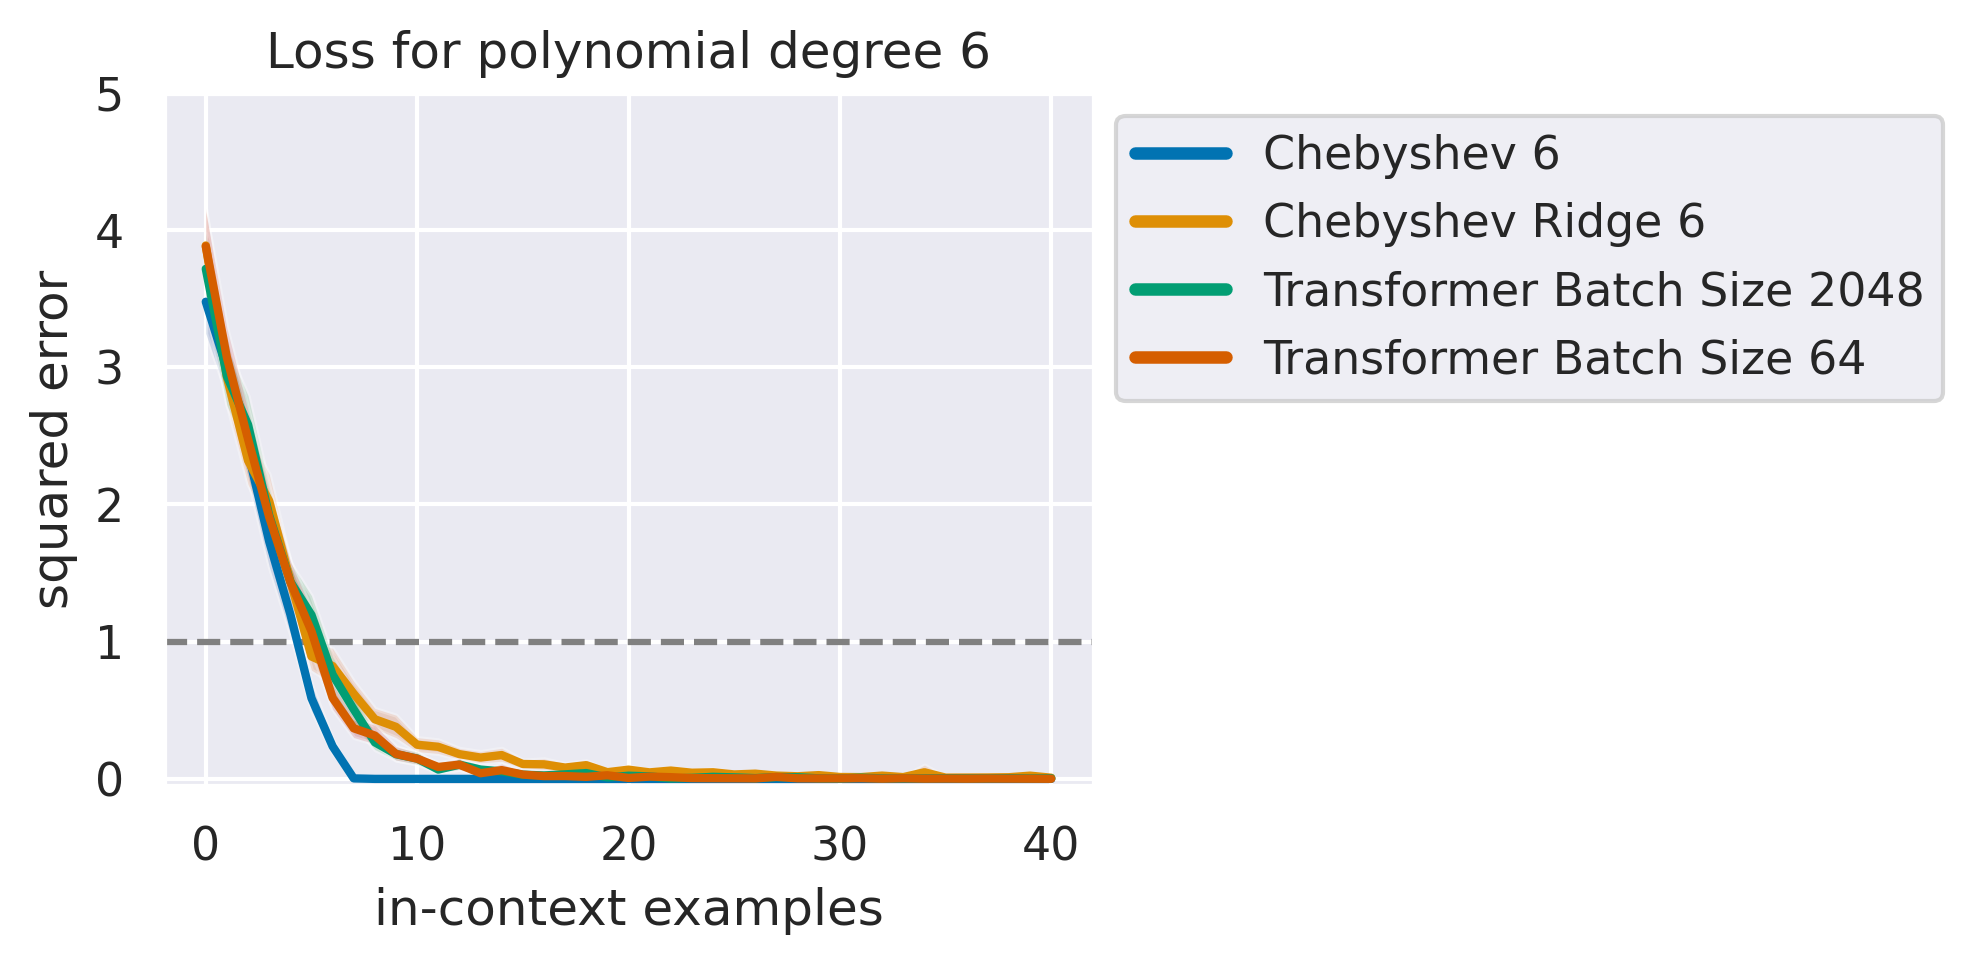 Loss for polynomial degree 6
5
4
3
2
1
0
squared error
0 10 20 30 40
in-context examples
Chebyshev 6
Chebyshev Ridge 6
Transformer Batch Size 2048
Transformer Batch Size 64